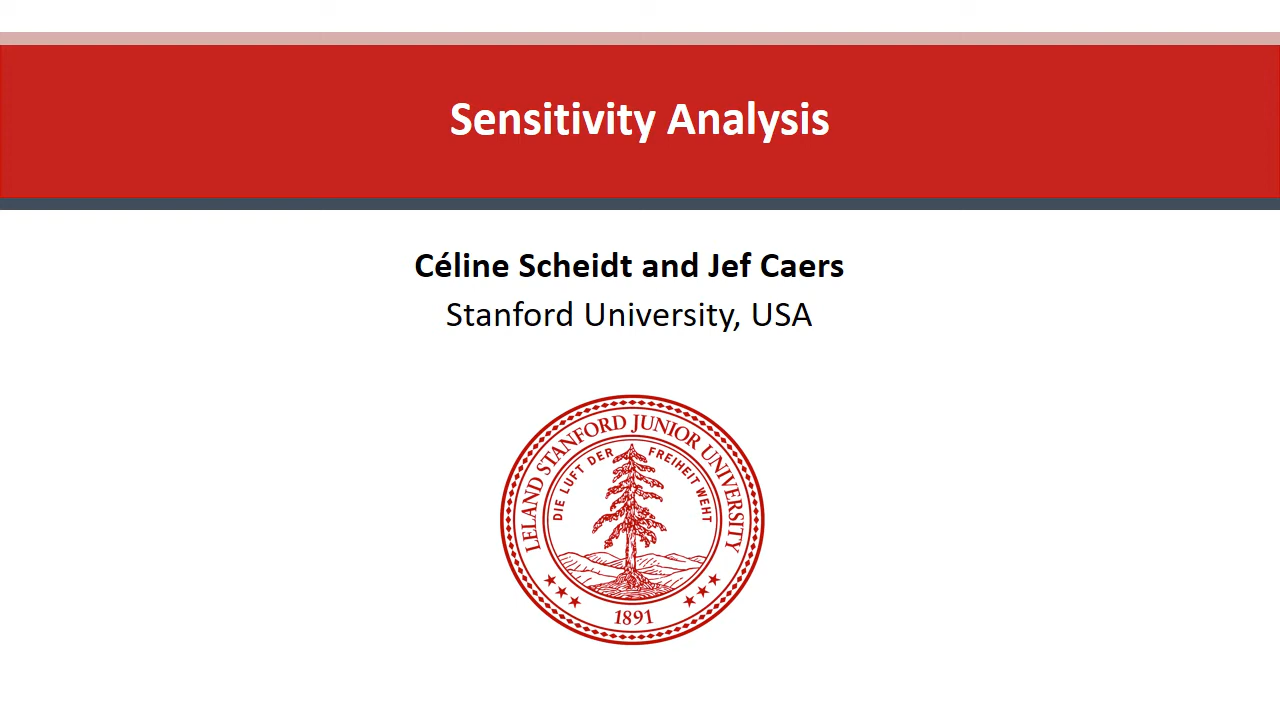 Sensitivity Analysis
Céline Scheidt and Jef Caers
Stanford University, USA
LELAND STANFORD JUNIOR UNIVERSITY
DIE LUFT DER FREIHEIT WEHT
1891